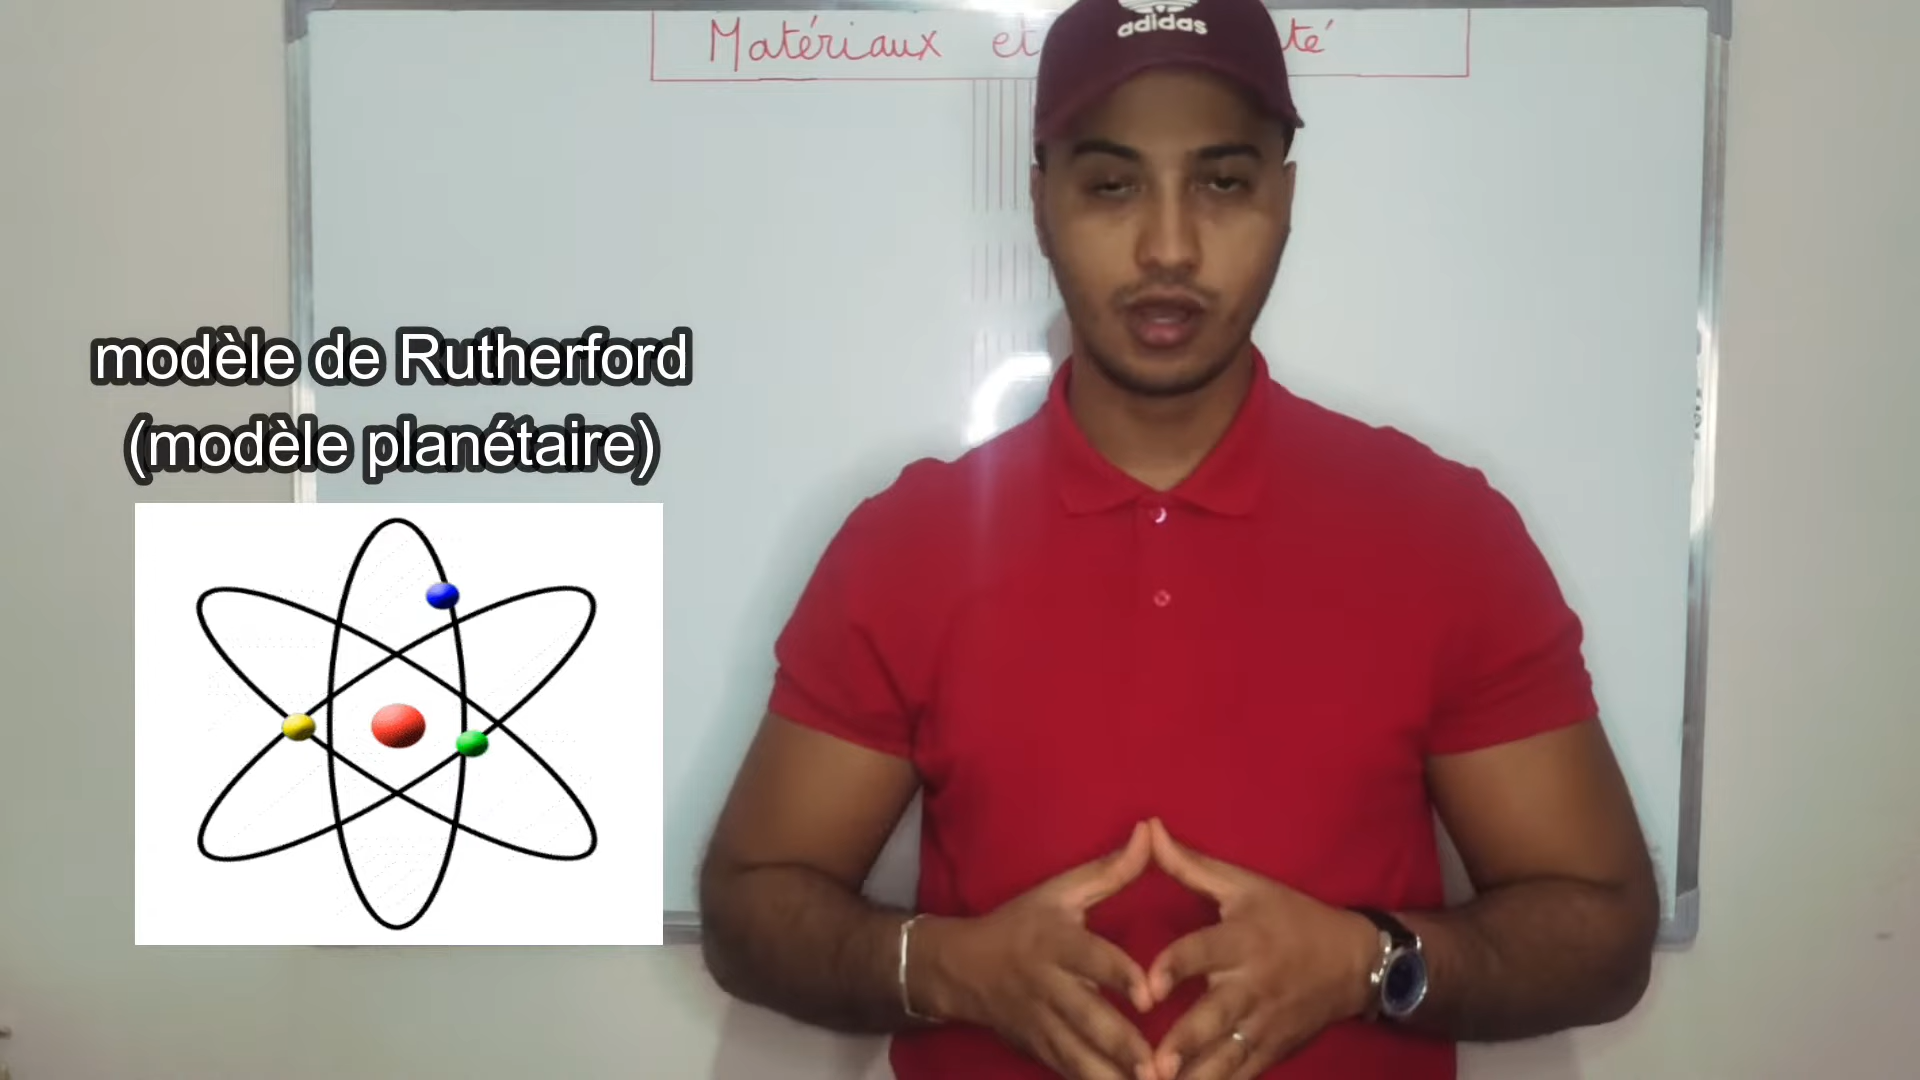 Matériaux et té
adidas
modèle de Rutherford
(modèle planétaire)